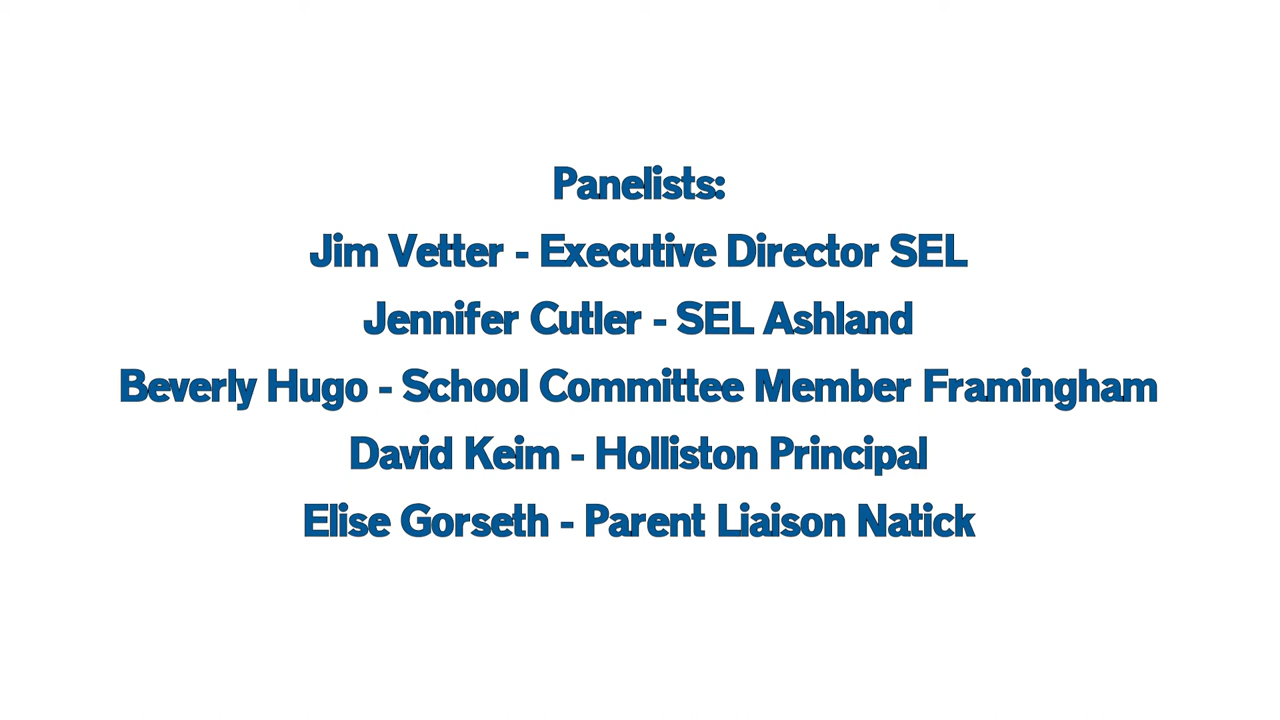 Panelists:
Jim Vetter - Executive Director SEL
Jennifer Cutler - SEL Ashland
Beverly Hugo - School Committee Member Framingham
David Keim - Holliston Principal
Elise Gorseth - Parent Liaison Natick